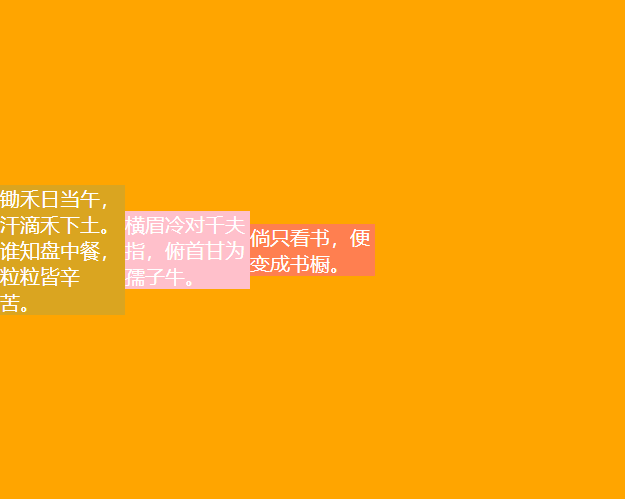 锄禾日当午，
汗滴禾下土。
谁知盘中餐，
粒粒皆辛
苦。
横眉冷对千夫
指，俯首甘为
孺子牛。
倘只看书，便
变成书橱。